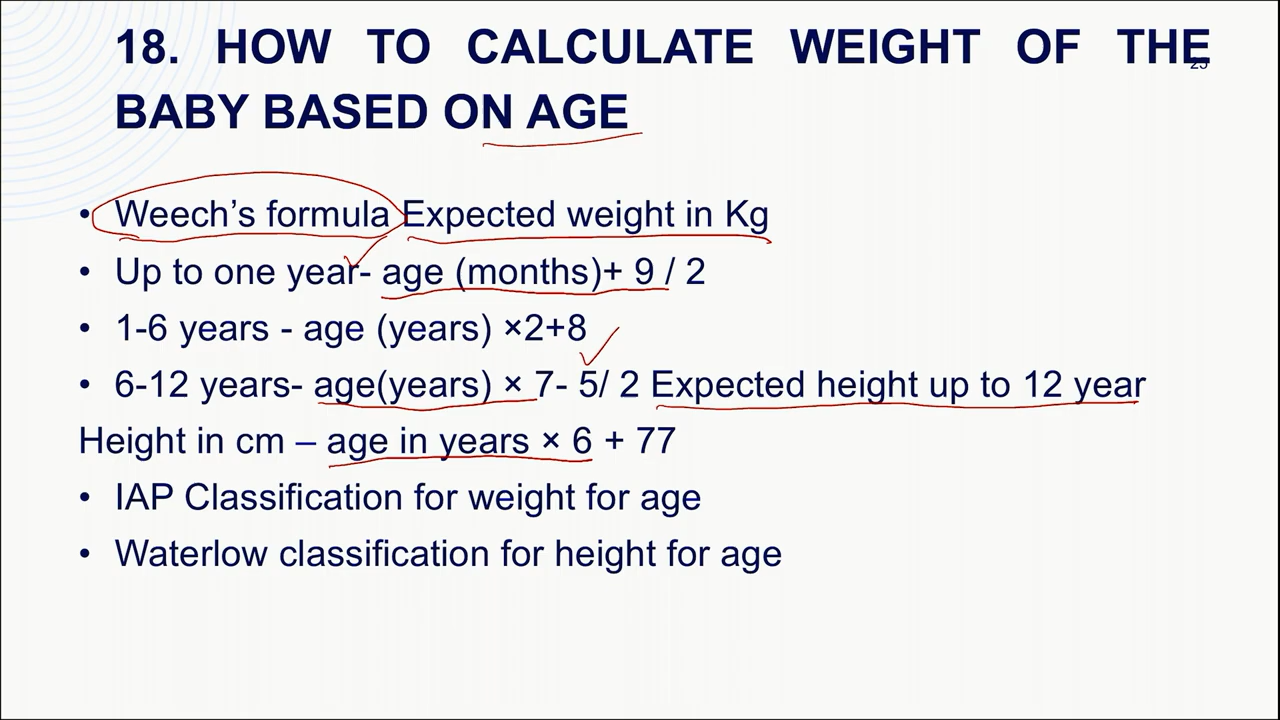 18. HOW TO CALCULATE WEIGHT OF THE
25
BABY BASED ON AGE
• Weech’s formula Expected weight in Kg
• Up to one year- age (months)+ 9 / 2
• 1-6 years - age (years) ×2+8
• 6-12 years- age(years) × 7- 5/ 2 Expected height up to 12 year
Height in cm – age in years × 6 + 77
• IAP Classification for weight for age
• Waterlow classification for height for age